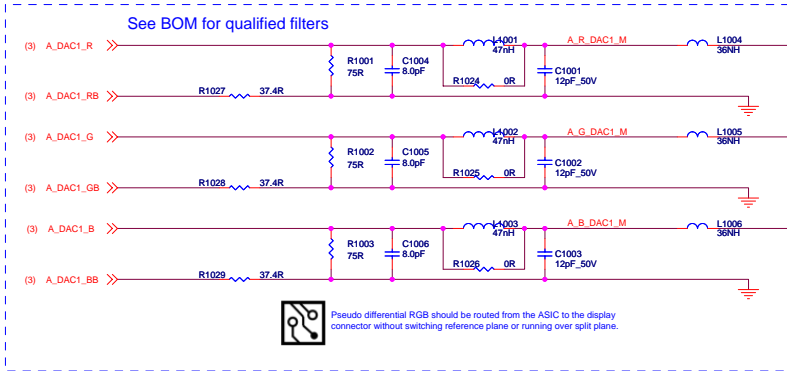 See BOM for qualified filters
(3) A_DAC1_R
L1001
47nH
A_R_DAC1_M
L1004
36NH
R1001
75R
C1004
8.0pF
R1024 0R
C1001
12pF_50V
(3) A_DAC1_RB
R1027 37.4R
(3) A_DAC1_G
L1002
47nH
A_G_DAC1_M
L1005
36NH
R1002
75R
C1005
8.0pF
R1025 0R
C1002
12pF_50V
(3) A_DAC1_GB
R1028 37.4R
(3) A_DAC1_B
L1003
47nH
A_B_DAC1_M
L1006
36NH
R1003
75R
C1006
8.0pF
R1026 0R
C1003
12pF_50V
(3) A_DAC1_BB
R1029 37.4R
Pseudo differential RGB should be routed from the ASIC to the display
connector without switching reference plane or running over split plane.